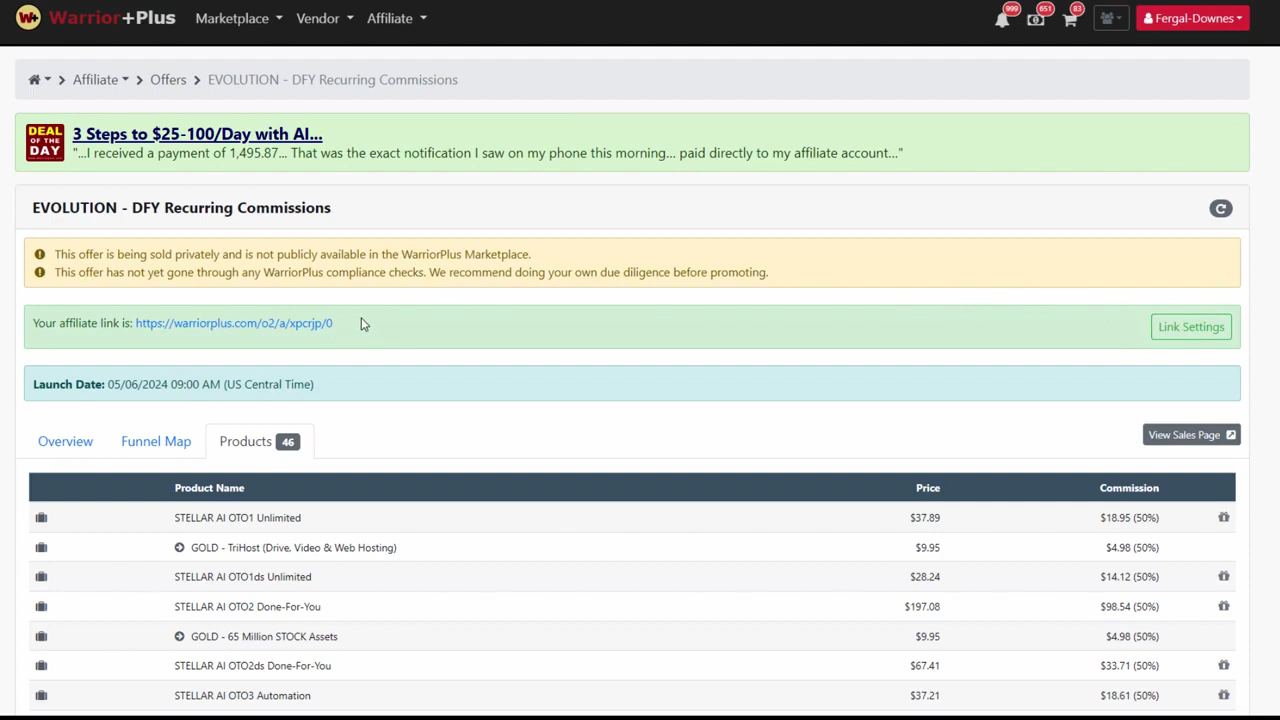 W+ Warrior+Plus Marketplace Vendor Affiliate 999 651 83 Fergal-Downes
Affiliate Offers EVOLUTION - DFY Recurring Commissions
DEAL OF THE DAY
3 Steps to $25-100/Day with AI...
"...I received a payment of 1,495.87... That was the exact notification I saw on my phone this morning... paid directly to my affiliate account..."
EVOLUTION - DFY Recurring Commissions
This offer is being sold privately and is not publicly available in the WarriorPlus Marketplace.
This offer has not yet gone through any WarriorPlus compliance checks. We recommend doing your own due diligence before promoting.
Your affiliate link is: https://warriorplus.com/o2/a/xpcrjp/0 Link Settings
Launch Date: 05/06/2024 09:00 AM (US Central Time)
Overview Funnel Map Products 46 View Sales Page
Product Name Price Commission
STELLAR AI OTO1 Unlimited $37.89 $18.95 (50%)
GOLD - TriHost (Drive, Video & Web Hosting) $9.95 $4.98 (50%)
STELLAR AI OTO1ds Unlimited $28.24 $14.12 (50%)
STELLAR AI OTO2 Done-For-You $197.08 $98.54 (50%)
GOLD - 65 Million STOCK Assets $9.95 $4.98 (50%)
STELLAR AI OTO2ds Done-For-You $67.41 $33.71 (50%)
STELLAR AI OTO3 Automation $37.21 $18.61 (50%)